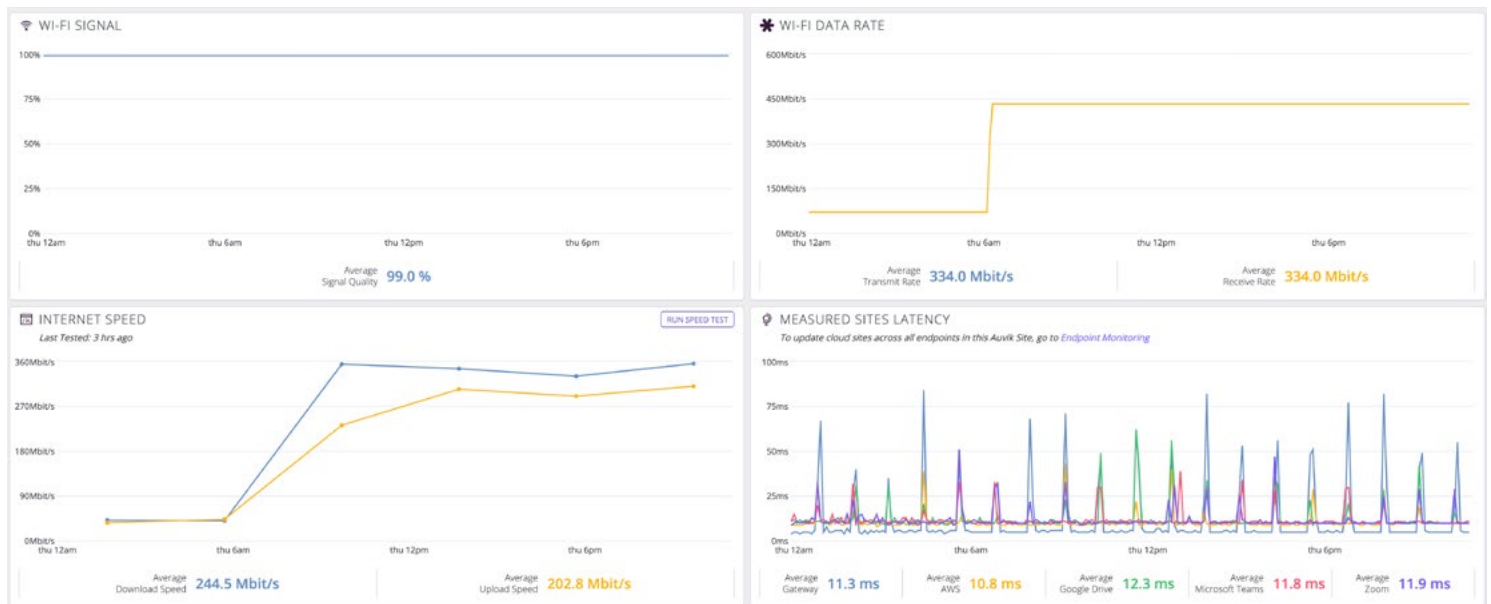 WI-FI SIGNAL
100%
75%
50%
25%
0%
thu 12am thu 6am thu 12pm thu 6pm
Average Signal Quality 99.0 %
WI-FI DATA RATE
600Mbit/s
450Mbit/s
300Mbit/s
150Mbit/s
0Mbit/s
thu 12am thu 6am thu 12pm thu 6pm
Average Transmit Rate 334.0 Mbit/s
Average Receive Rate 334.0 Mbit/s
INTERNET SPEED
RUN SPEED TEST
Last Tested: 3 hrs ago
360Mbit/s
270Mbit/s
180Mbit/s
90Mbit/s
0Mbit/s
thu 12am thu 6am thu 12pm thu 6pm
Average Download Speed 244.5 Mbit/s
Average Upload Speed 202.8 Mbit/s
MEASURED SITES LATENCY
To update cloud sites across all endpoints in this Auvik Site, go to Endpoint Monitoring
100ms
75ms
50ms
25ms
0ms
thu 12am thu 6am thu 12pm thu 6pm
Average Gateway 11.3 ms
Average AWS 10.8 ms
Average Google Drive 12.3 ms
Average Microsoft Teams 11.8 ms
Average Zoom 11.9 ms